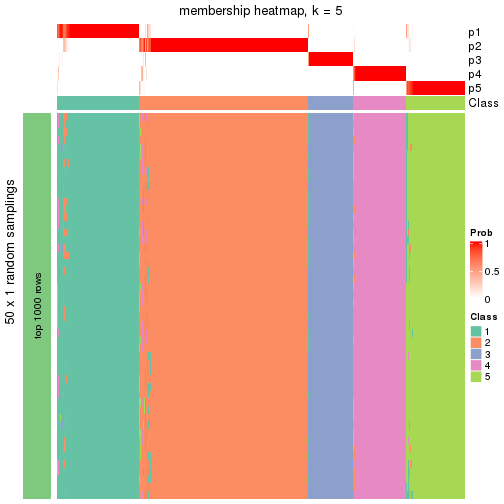 membership heatmap, k = 5
p1
p2
p3
p4
p5
Class
50 x 1 random samplings
top 1000 rows
Prob
1
0.5
0
Class
1
2
3
4
5